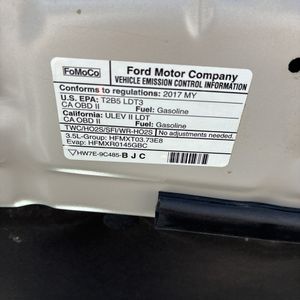 FoMoCo
Ford Motor Company
VEHICLE EMISSION CONTROL INFORMATION
Conforms to regulations: 2017 MY
U.S. EPA: T2B5 LDT3
CA OBD II Fuel: Gasoline
California: ULEV II LDT
CA OBD II Fuel: Gasoline
TWC/HO2S/SFI/WR-HO2S No adjustments needed.
3.5L-Group: HFMXT03.73E8
Evap: HFMXR0145GBC
HW7E-9C485-BJC